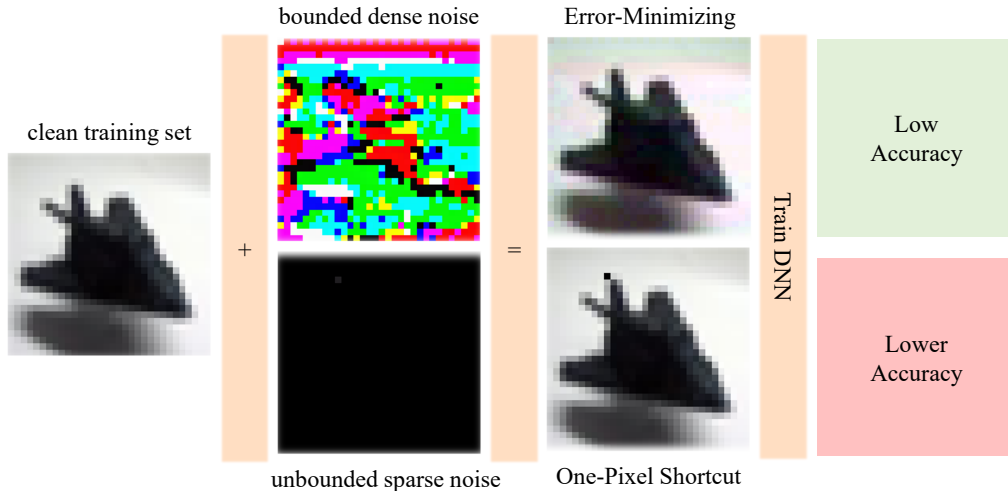 clean training set
+
bounded dense noise
unbounded sparse noise
=
Error-Minimizing
One-Pixel Shortcut
Train DNN
Low
Accuracy
Lower
Accuracy